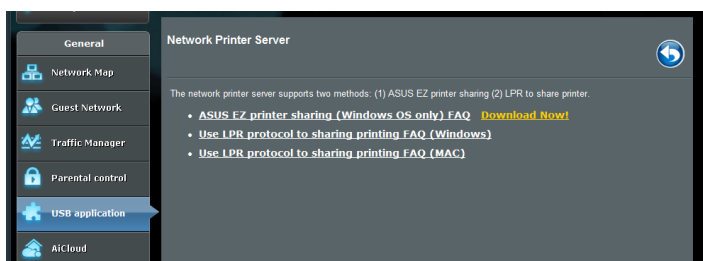 General
Network Map
Guest Network
Traffic Manager
Parental control
USB application
AiCloud
Network Printer Server
The network printer server supports two methods: (1) ASUS EZ printer sharing (2) LPR to share printer.
ASUS EZ printer sharing (Windows OS only) FAQ Download Now!
Use LPR protocol to sharing printing FAQ (Windows)
Use LPR protocol to sharing printing FAQ (MAC)